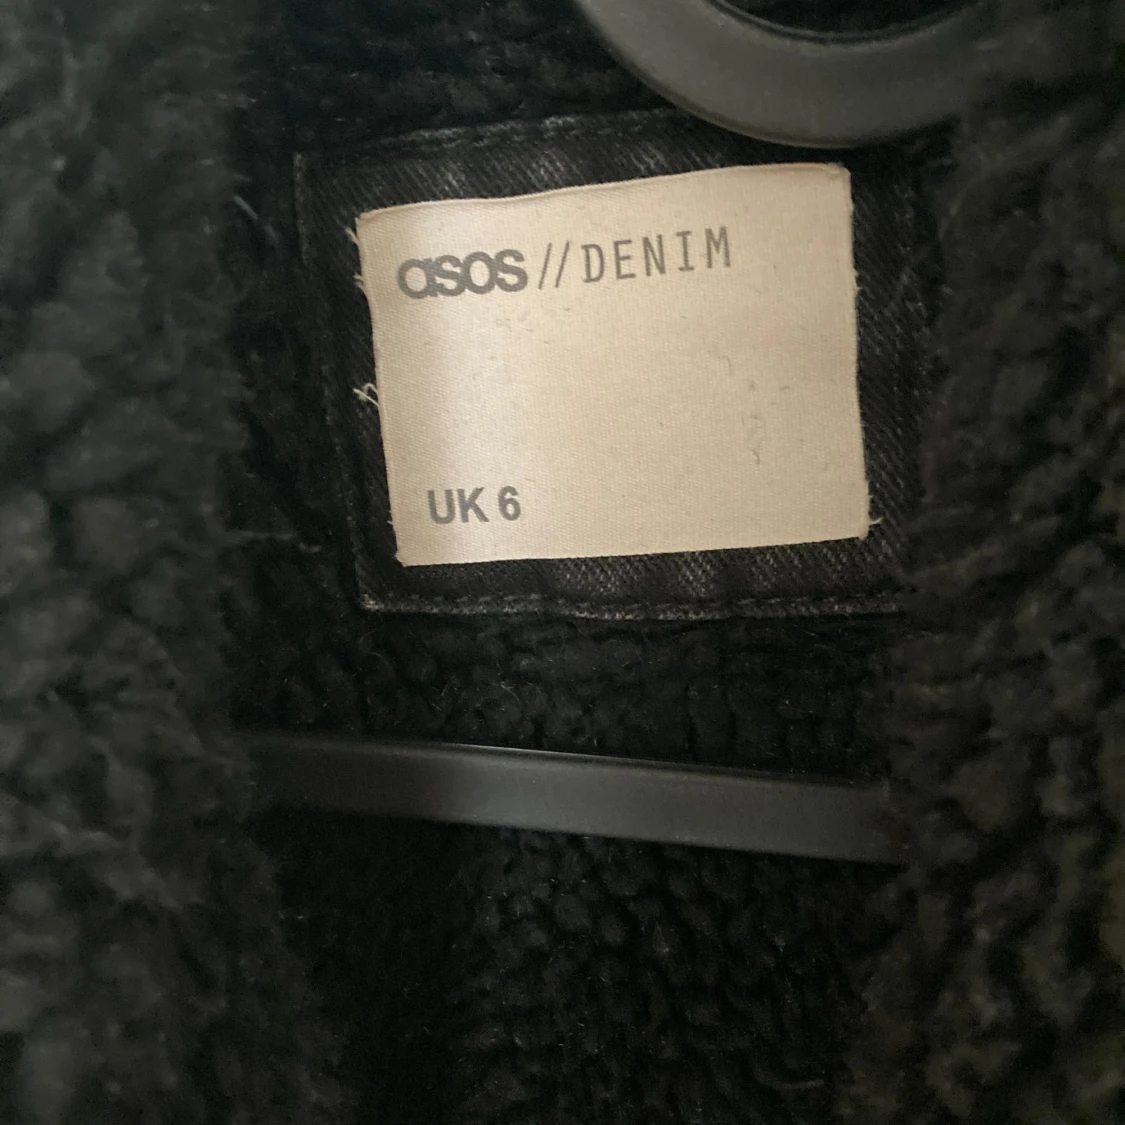 asos // DENIM
UK 6